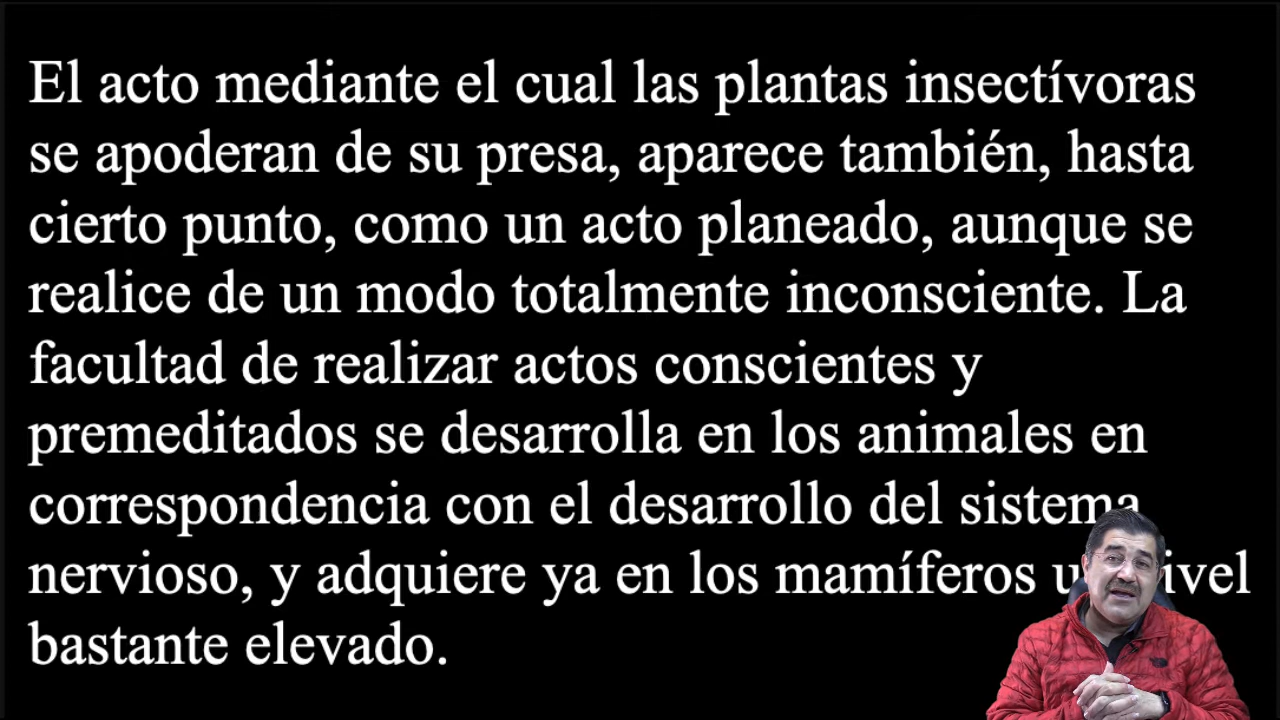 El acto mediante el cual las plantas insectívoras
se apoderan de su presa, aparece también, hasta
cierto punto, como un acto planeado, aunque se
realice de un modo totalmente inconsciente. La
facultad de realizar actos conscientes y
premeditados se desarrolla en los animales en
correspondencia con el desarrollo del sistema
nervioso, y adquiere ya en los mamíferos
bastante elevado.